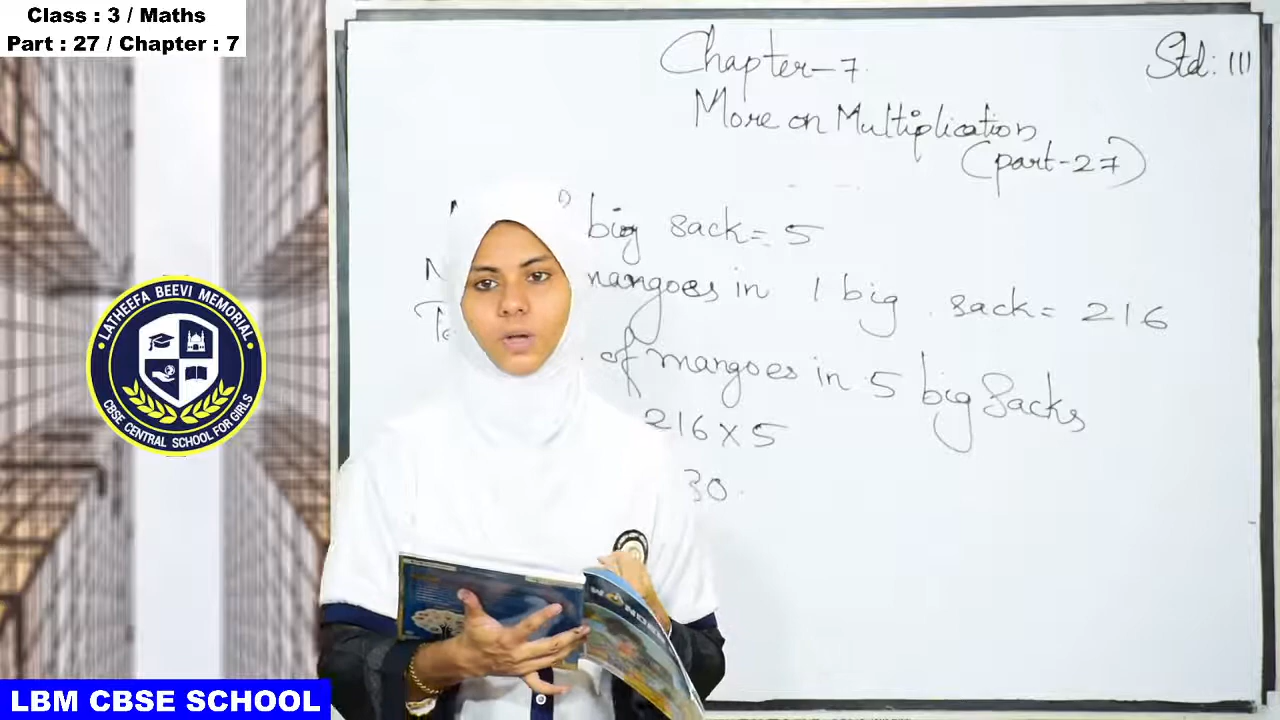 Class : 3 / Maths
Part : 27 / Chapter : 7
Chapter-7
Std: III
More on Multiplication
(part-27)
big sack = 5
mangoes in 1 big sack = 216
of mangoes in 5 big Sacks
216 x 5
30
LATHEEFA BEEVI MEMORIAL
CBSE CENTRAL SCHOOL FOR GIRLS
LBM CBSE SCHOOL